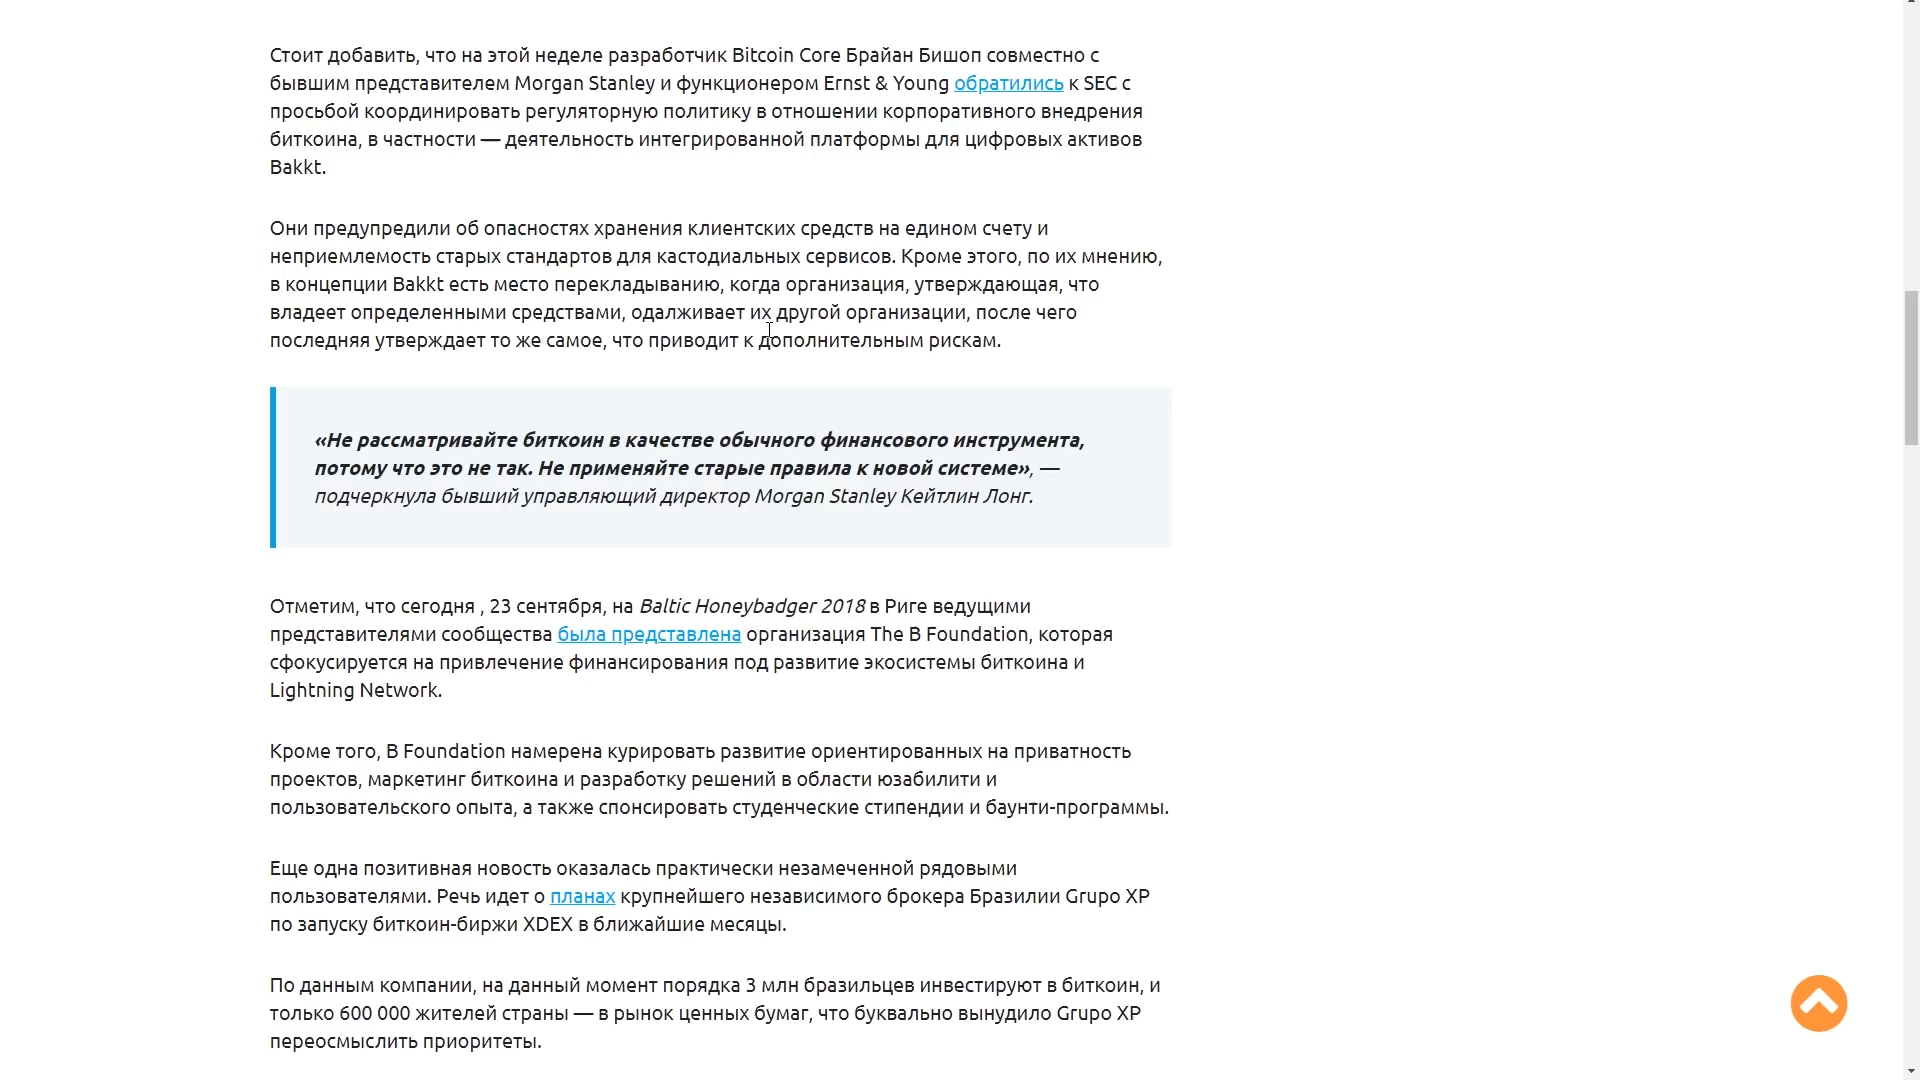 Стоит добавить, что на этой неделе разработчик Bitcoin Core Брайан Бишоп совместно с
бывшим представителем Morgan Stanley и функционером Ernst & Young обратились к SEC с
просьбой координировать регуляторную политику в отношении корпоративного внедрения
биткоина, в частности — деятельность интегрированной платформы для цифровых активов
Bakkt.
Они предупредили об опасностях хранения клиентских средств на едином счету и
неприемлемость старых стандартов для кастодиальных сервисов. Кроме этого, по их мнению,
в концепции Bakkt есть место перекладыванию, когда организация, утверждающая, что
владеет определенными средствами, одалживает их другой организации, после чего
последняя утверждает то же самое, что приводит к дополнительным рискам.
«Не рассматривайте биткоин в качестве обычного финансового инструмента,
потому что это не так. Не применяйте старые правила к новой системе», —
подчеркнула бывший управляющий директор Morgan Stanley Кейтлин Лонг.
Отметим, что сегодня , 23 сентября, на Baltic Honeybadger 2018 в Риге ведущими
представителями сообщества была представлена организация The B Foundation, которая
сфокусируется на привлечение финансирования под развитие экосистемы биткоина и
Lightning Network.
Кроме того, B Foundation намерена курировать развитие ориентированных на приватность
проектов, маркетинг биткоина и разработку решений в области юзабилити и
пользовательского опыта, а также спонсировать студенческие стипендии и баунти-программы.
Еще одна позитивная новость оказалась практически незамеченной рядовыми
пользователями. Речь идет о планах крупнейшего независимого брокера Бразилии Grupo XP
по запуску биткоин-биржи XDEX в ближайшие месяцы.
По данным компании, на данный момент порядка 3 млн бразильцев инвестируют в биткоин, и
только 600 000 жителей страны — в рынок ценных бумаг, что буквально вынудило Grupo XP
переосмыслить приоритеты.